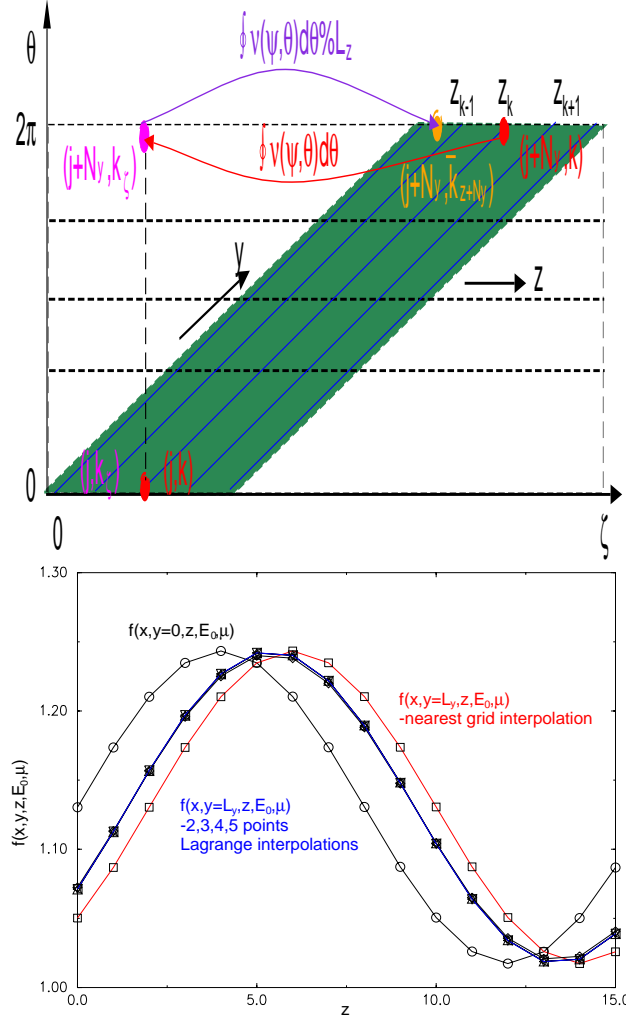 θ
∮ν(ψ,θ)dθ%L_z
z_{k-1} z_k z_{k+1}
2π
∮ν(ψ,θ)dθ
(j+N_y,k_ζ) (j+N_y,k̄_{z+Ny}) (j+N_y,k)
y
z
(j,k_ζ) (j,k)
0
0 ζ
1.30
f(x,y=0,z,E_0,μ)
f(x,y=L_y,z,E_0,μ)
-nearest grid interpolation
1.20
f(x,y,z,E_0,μ)
f(x,y=L_y,z,E_0,μ)
-2,3,4,5 points
Lagrange interpolations
1.10
1.00
0.0 5.0 10.0 15.0
z